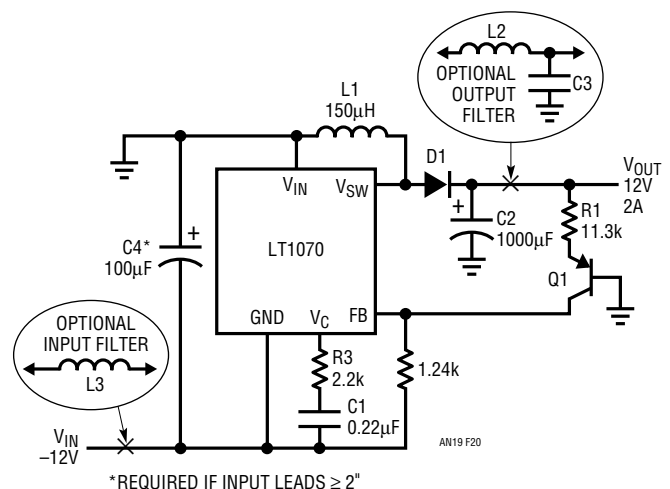 L2
OPTIONAL
OUTPUT
FILTER
C3
L1
150µH
D1
V_OUT
12V
2A
V_IN
V_SW
+
C4*
100µF
+
LT1070
C2
1000µF
R1
11.3k
Q1
GND
V_C
FB
OPTIONAL
INPUT FILTER
L3
R3
2.2k
1.24k
C1
0.22µF
V_IN
–12V
AN19 F20
*REQUIRED IF INPUT LEADS ≥ 2"